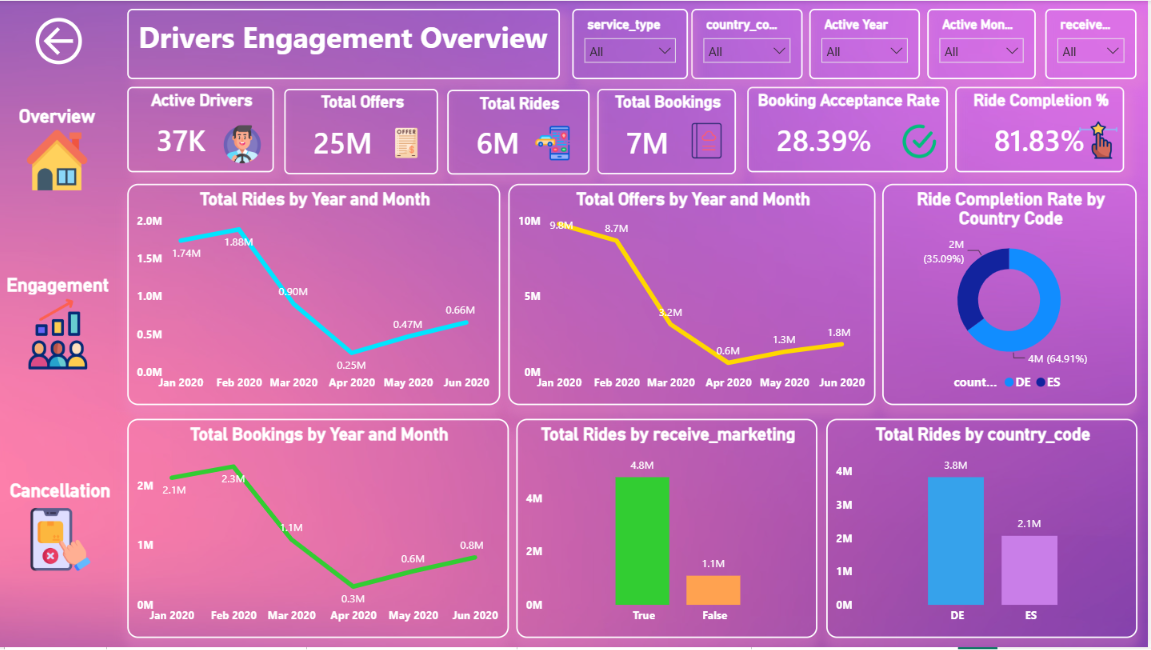 Drivers Engagement Overview
service_type
All
country_co...
All
Active Year
All
Active Mon...
All
receive...
All
Overview
Engagement
Cancellation
Active Drivers
37K
Total Offers
25M
OFFER
Total Rides
6M
Total Bookings
7M
Booking Acceptance Rate
28.39%
Ride Completion %
81.83%
Total Rides by Year and Month
2.0M
1.5M
1.0M
0.5M
0.0M
1.74M
1.88M
0.90M
0.25M
0.47M
0.66M
Jan 2020 Feb 2020 Mar 2020 Apr 2020 May 2020 Jun 2020
Total Offers by Year and Month
10M
5M
0M
9.8M
8.7M
3.2M
0.6M
1.3M
1.8M
Jan 2020 Feb 2020 Mar 2020 Apr 2020 May 2020 Jun 2020
Ride Completion Rate by
Country Code
2M
(35.09%)
4M (64.91%)
count... DE ES
Total Bookings by Year and Month
2M
1M
0M
2.1M
2.3M
1.1M
0.3M
0.6M
0.8M
Jan 2020 Feb 2020 Mar 2020 Apr 2020 May 2020 Jun 2020
Total Rides by receive_marketing
4M
2M
0M
4.8M
1.1M
True False
Total Rides by country_code
4M
3M
2M
1M
0M
3.8M
2.1M
DE ES